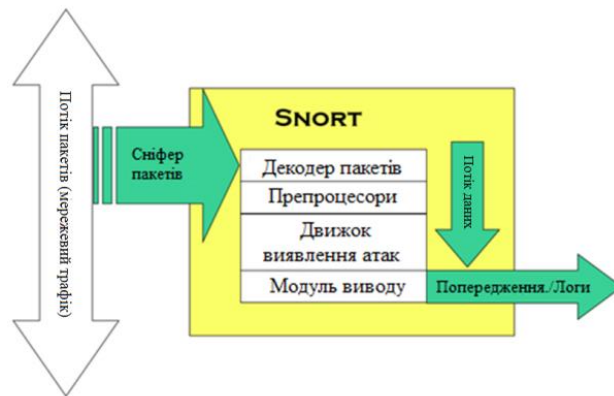 Потік пакетів (мережевий трафік)
Сніфер
пакетів
SNORT
Декодер пакетів
Препроцесори
Движок
виявлення атак
Модуль виводу
Потік даних
Попередження./Логи